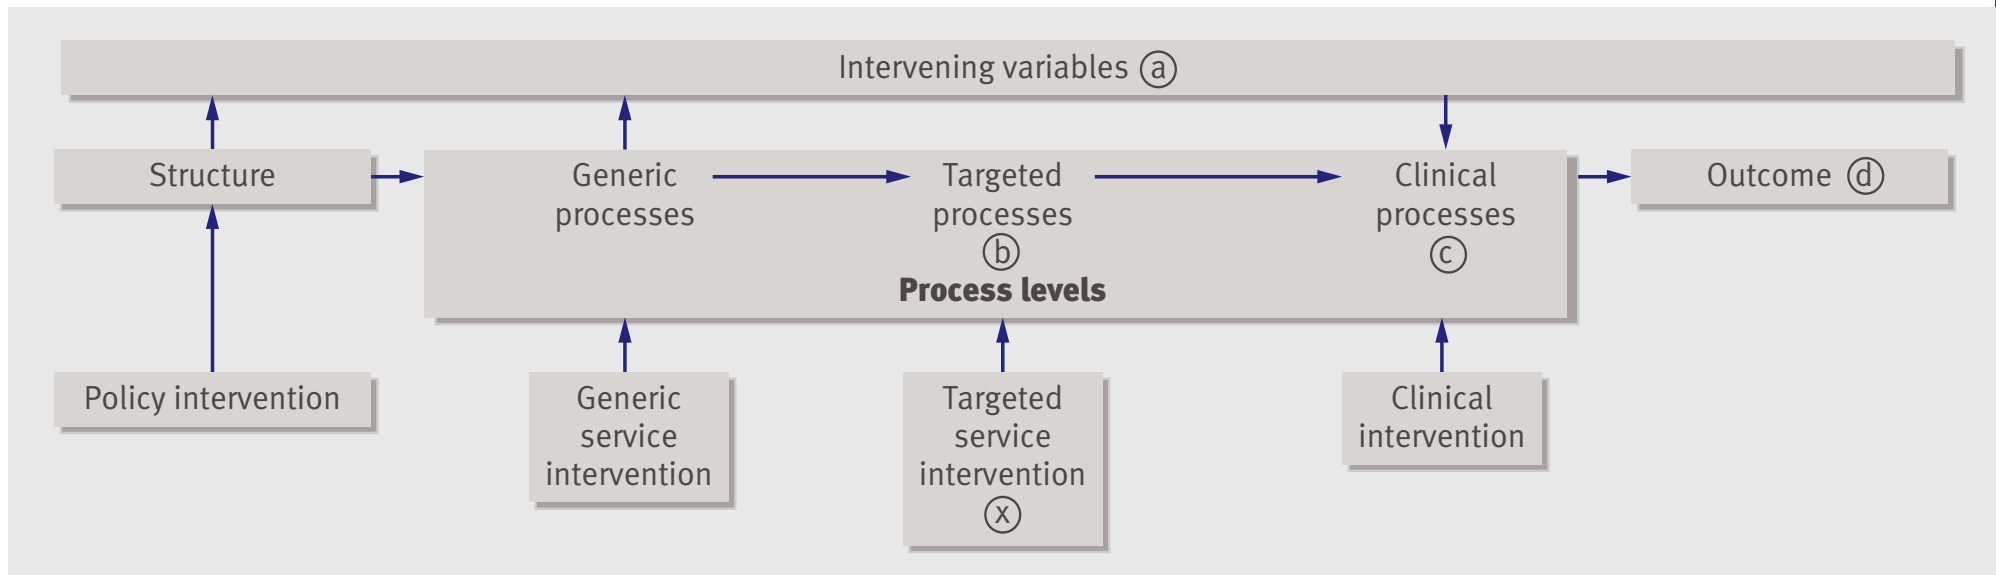 Intervening variables ⓐ
Structure
Generic
processes
Targeted
processes
ⓑ
Clinical
processes
ⓒ
Outcome ⓓ
Process levels
Policy intervention
Generic
service
intervention
Targeted
service
intervention
ⓧ
Clinical
intervention